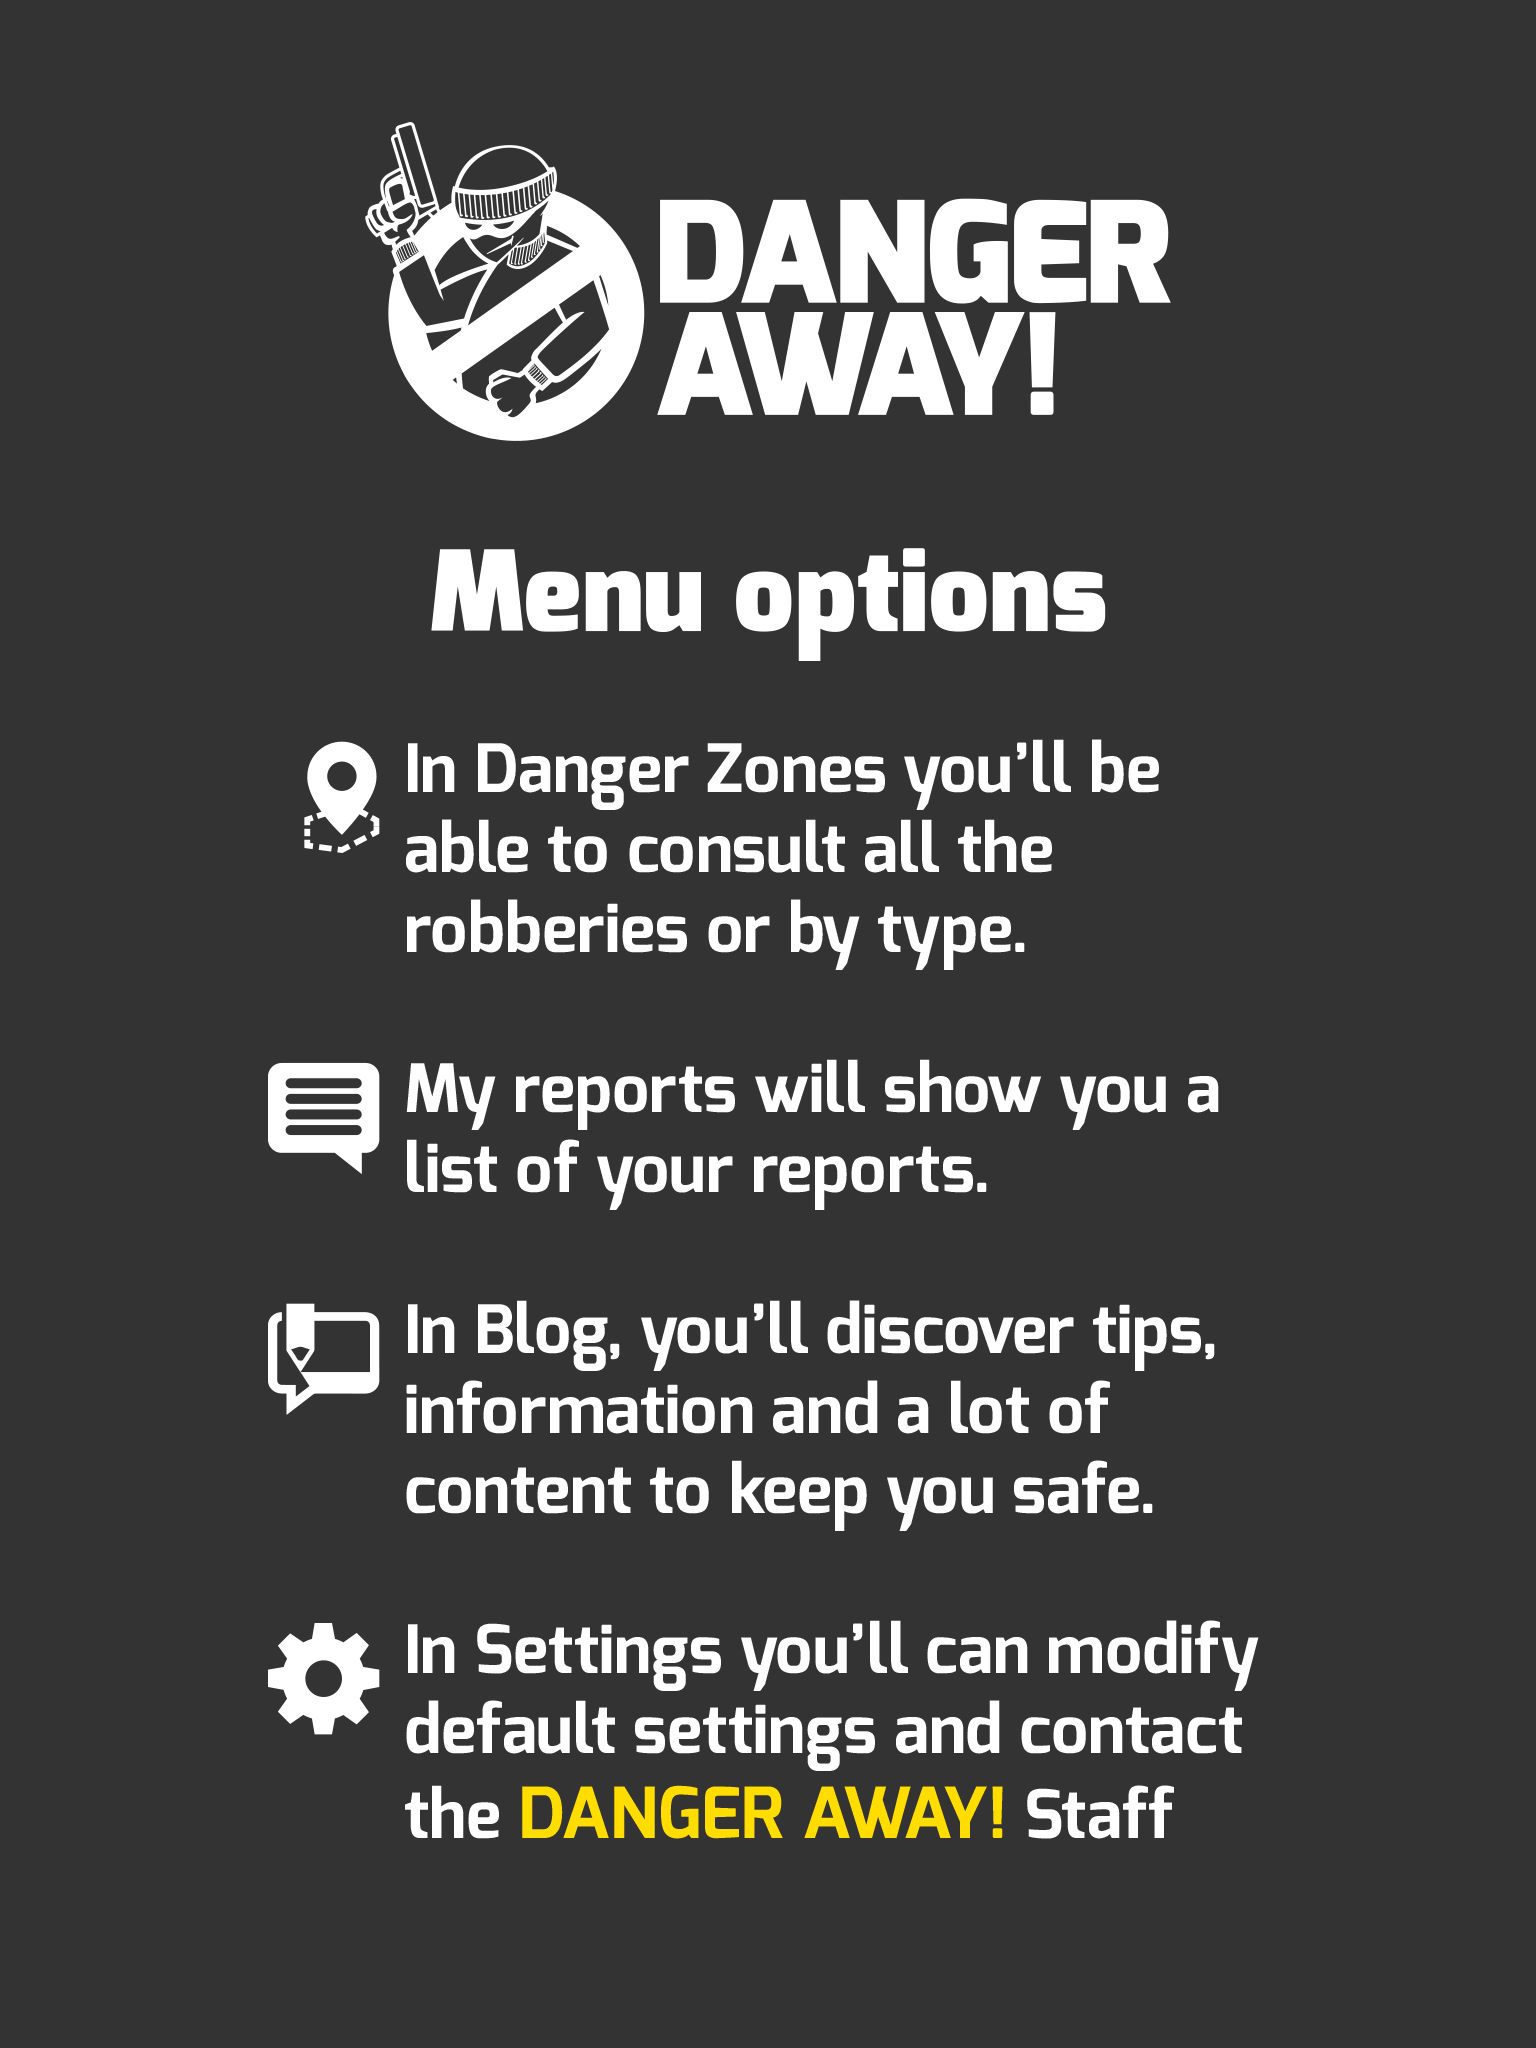 DANGER
AWAY!
Menu options
In Danger Zones you’ll be
able to consult all the
robberies or by type.
My reports will show you a
list of your reports.
In Blog, you’ll discover tips,
information and a lot of
content to keep you safe.
In Settings you’ll can modify
default settings and contact
the DANGER AWAY! Staff